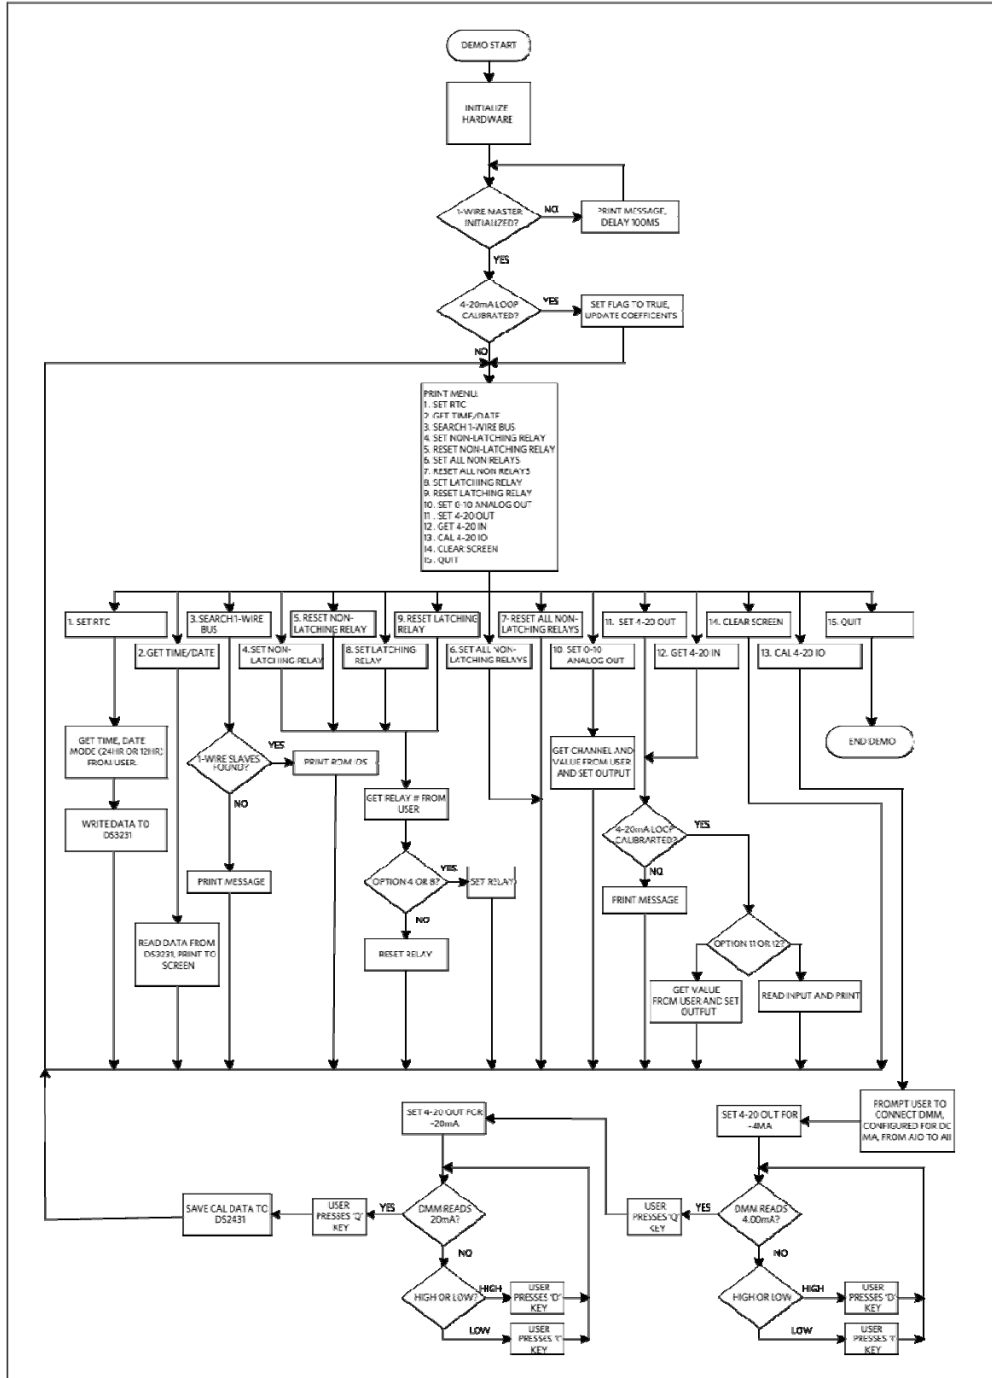 DEMO START
INITIALIZE
HARDWARE
1-WIRE MASTER
INITIALIZED?
NO
PRINT MESSAGE,
DELAY 100MS
YES
4-20mA LOOP
CALIBRATED?
YES
SET FLAG TO TRUE,
UPDATE COEFFICENTS
NO
PRINT MENU:
1. SET RTC
2. GET TIME/DATE
3. SEARCH 1-WIRE BUS
4. SET NON-LATCHING RELAY
5. RESET NON-LATCHING RELAY
6. SET ALL NON RELAYS
7. RESET ALL NON RELAYS
8. SET LATCHING RELAY
9. RESET LATCHING RELAY
10. SET 0-10 ANALOG OUT
11. SET 4-20 OUT
12. GET 4-20 IN
13. CAL 4-20 IO
14. CLEAR SCREEN
15. QUIT
1. SET RTC
3. SEARCH 1-WIRE
BUS
5. RESET NON-
LATCHING RELAY
9. RESET LATCHING
RELAY
7- RESET ALL NON-
LATCHING RELAYS
11. SET 4-20 OUT
14. CLEAR SCREEN
15. QUIT
2. GET TIME/DATE
4. SET NON-
LATCHING RELAY
8. SET LATCHING
RELAY
6. SET ALL NON-
LATCHING RELAYS
10. SET 0-10
ANALOG OUT
12. GET 4-20 IN
13. CAL 4-20 IO
GET TIME, DATE
MODE (24HR OR 12HR)
FROM USER.
1-WIRE SLAVES
FOUND?
YES
PRINT ROM IDS
GET CHANNEL AND
VALUE FROM USER
AND SET OUTPUT
END DEMO
NO
GET RELAY # FROM
USER
WRITE DATA TO
DS3231
4-20mA LOOP
CALIBRARTED?
YES
PRINT MESSAGE
OPTION 4 OR 8?
YES
SET RELAY
NO
PRINT MESSAGE
NO
READ DATA FROM
DS3231, PRINT TO
SCREEN
RESET RELAY
OPTION 11 OR 12?
GET VALUE
FROM USER AND SET
OUTPUT
READ INPUT AND PRINT
PROMPT USER TO
CONNECT DMM,
CONFIGURED FOR DC
MA, FROM AIO TO AII
SET 4-20 OUT FOR
~20mA
SET 4-20 OUT FOR
~4MA
SAVE CAL DATA TO
DS2431
USER
PRESSES 'Q'
KEY
YES
DMM READS
20mA?
USER
PRESSES 'Q'
KEY
YES
DMM READS
4.00mA?
NO
NO
HIGH OR LOW?
HIGH
USER
PRESSES 'D'
KEY
HIGH OR LOW
HIGH
USER
PRESSES 'D'
KEY
LOW
USER
PRESSES 'I'
KEY
LOW
USER
PRESSES 'I'
KEY